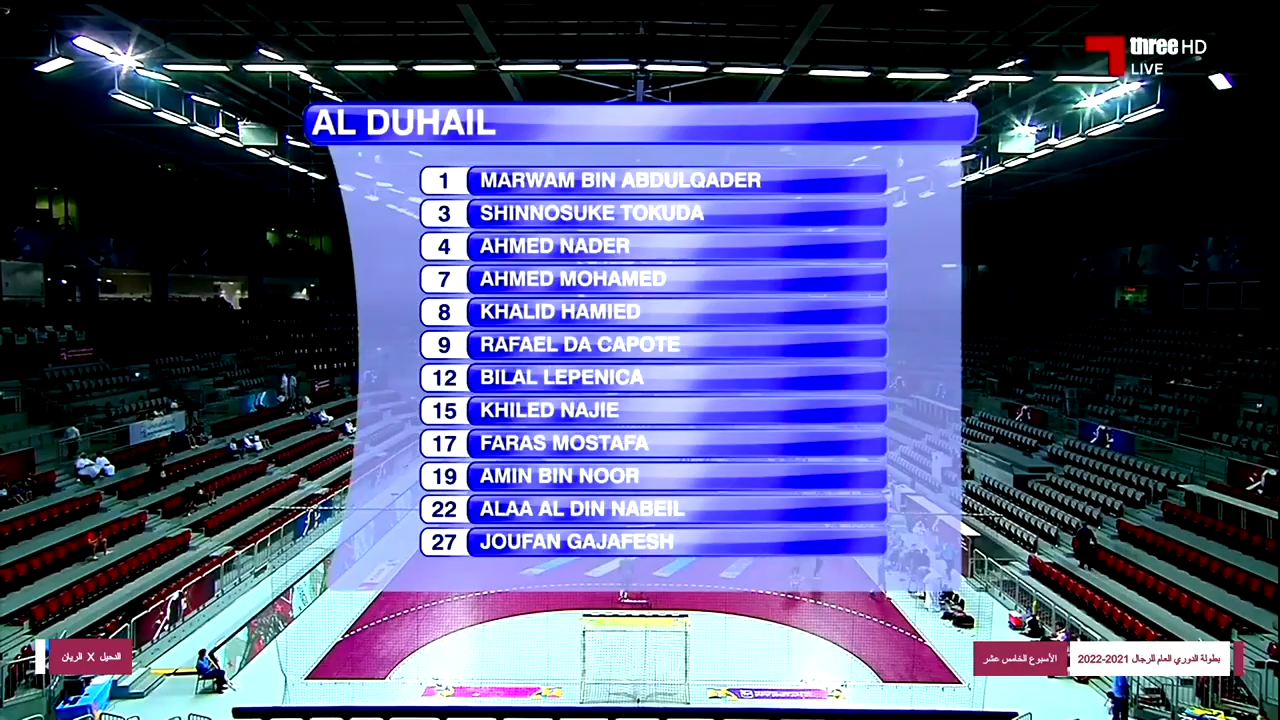 three HD
LIVE
AL DUHAIL
1 MARWAM BIN ABDULQADER
3 SHINNOSUKE TOKUDA
4 AHMED NADER
7 AHMED MOHAMED
8 KHALID HAMIED
9 RAFAEL DA CAPOTE
12 BILAL LEPENICA
15 KHILED NAJIE
17 FARAS MOSTAFA
19 AMIN BIN NOOR
22 ALAA AL DIN NABEIL
27 JOUFAN GAJAFESH
الدحيل X الريان
بطولة الدوري العام للرجال 2021-2022
الأسبوع الخامس عشر